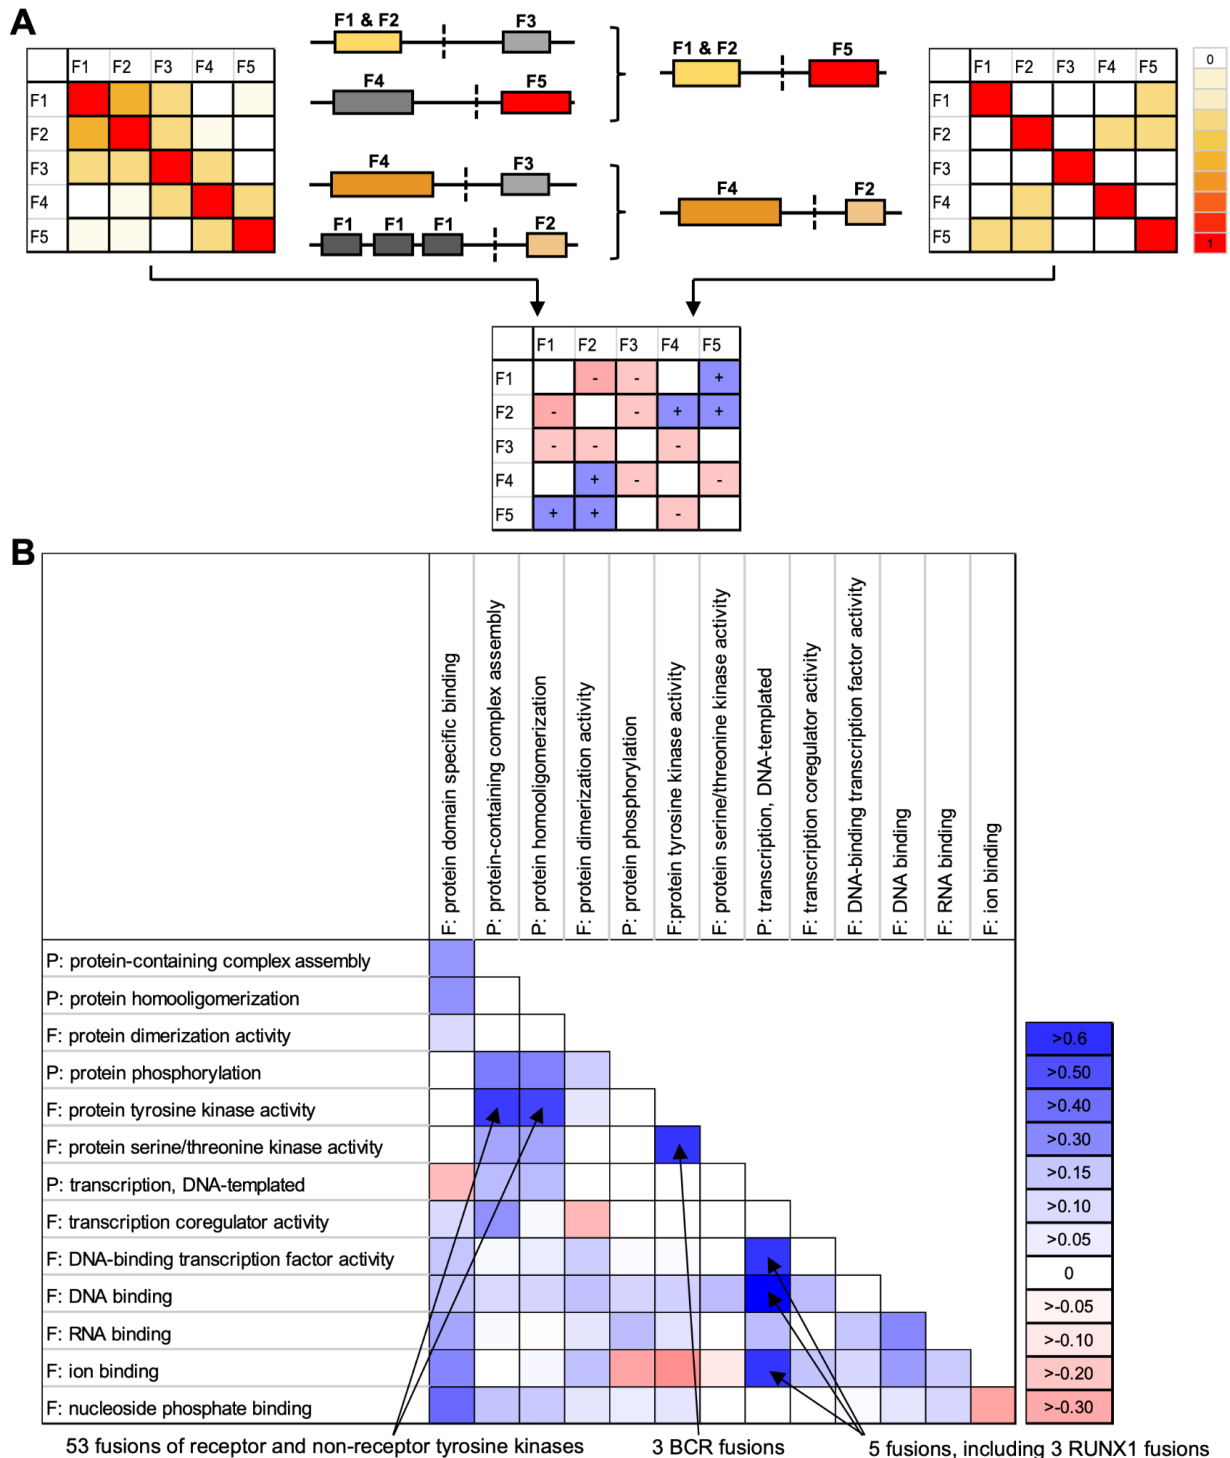 A
F1 F2 F3 F4 F5
F1
F2
F3
F4
F5
F1 & F2 F3
F4 F5
F4 F3
F1 F1 F1 F2
F1 & F2 F5
F4 F2
F1 F2 F3 F4 F5
F1
F2
F3
F4
F5
0
1
F1 F2 F3 F4 F5
F1 - - +
F2 - - + +
F3 - - -
F4 + - -
F5 + + -
B
F: protein domain specific binding
P: protein-containing complex assembly
P: protein homooligomerization
F: protein dimerization activity
P: protein phosphorylation
F:protein tyrosine kinase activity
F: protein serine/threonine kinase activity
P: transcription, DNA-templated
F: transcription coregulator activity
F: DNA-binding transcription factor activity
F: DNA binding
F: RNA binding
F: ion binding
P: protein-containing complex assembly
P: protein homooligomerization
F: protein dimerization activity
P: protein phosphorylation
F: protein tyrosine kinase activity
F: protein serine/threonine kinase activity
P: transcription, DNA-templated
F: transcription coregulator activity
F: DNA-binding transcription factor activity
F: DNA binding
F: RNA binding
F: ion binding
F: nucleoside phosphate binding
>0.6
>0.50
>0.40
>0.30
>0.15
>0.10
>0.05
0
>-0.05
>-0.10
>-0.20
>-0.30
53 fusions of receptor and non-receptor tyrosine kinases
3 BCR fusions
5 fusions, including 3 RUNX1 fusions